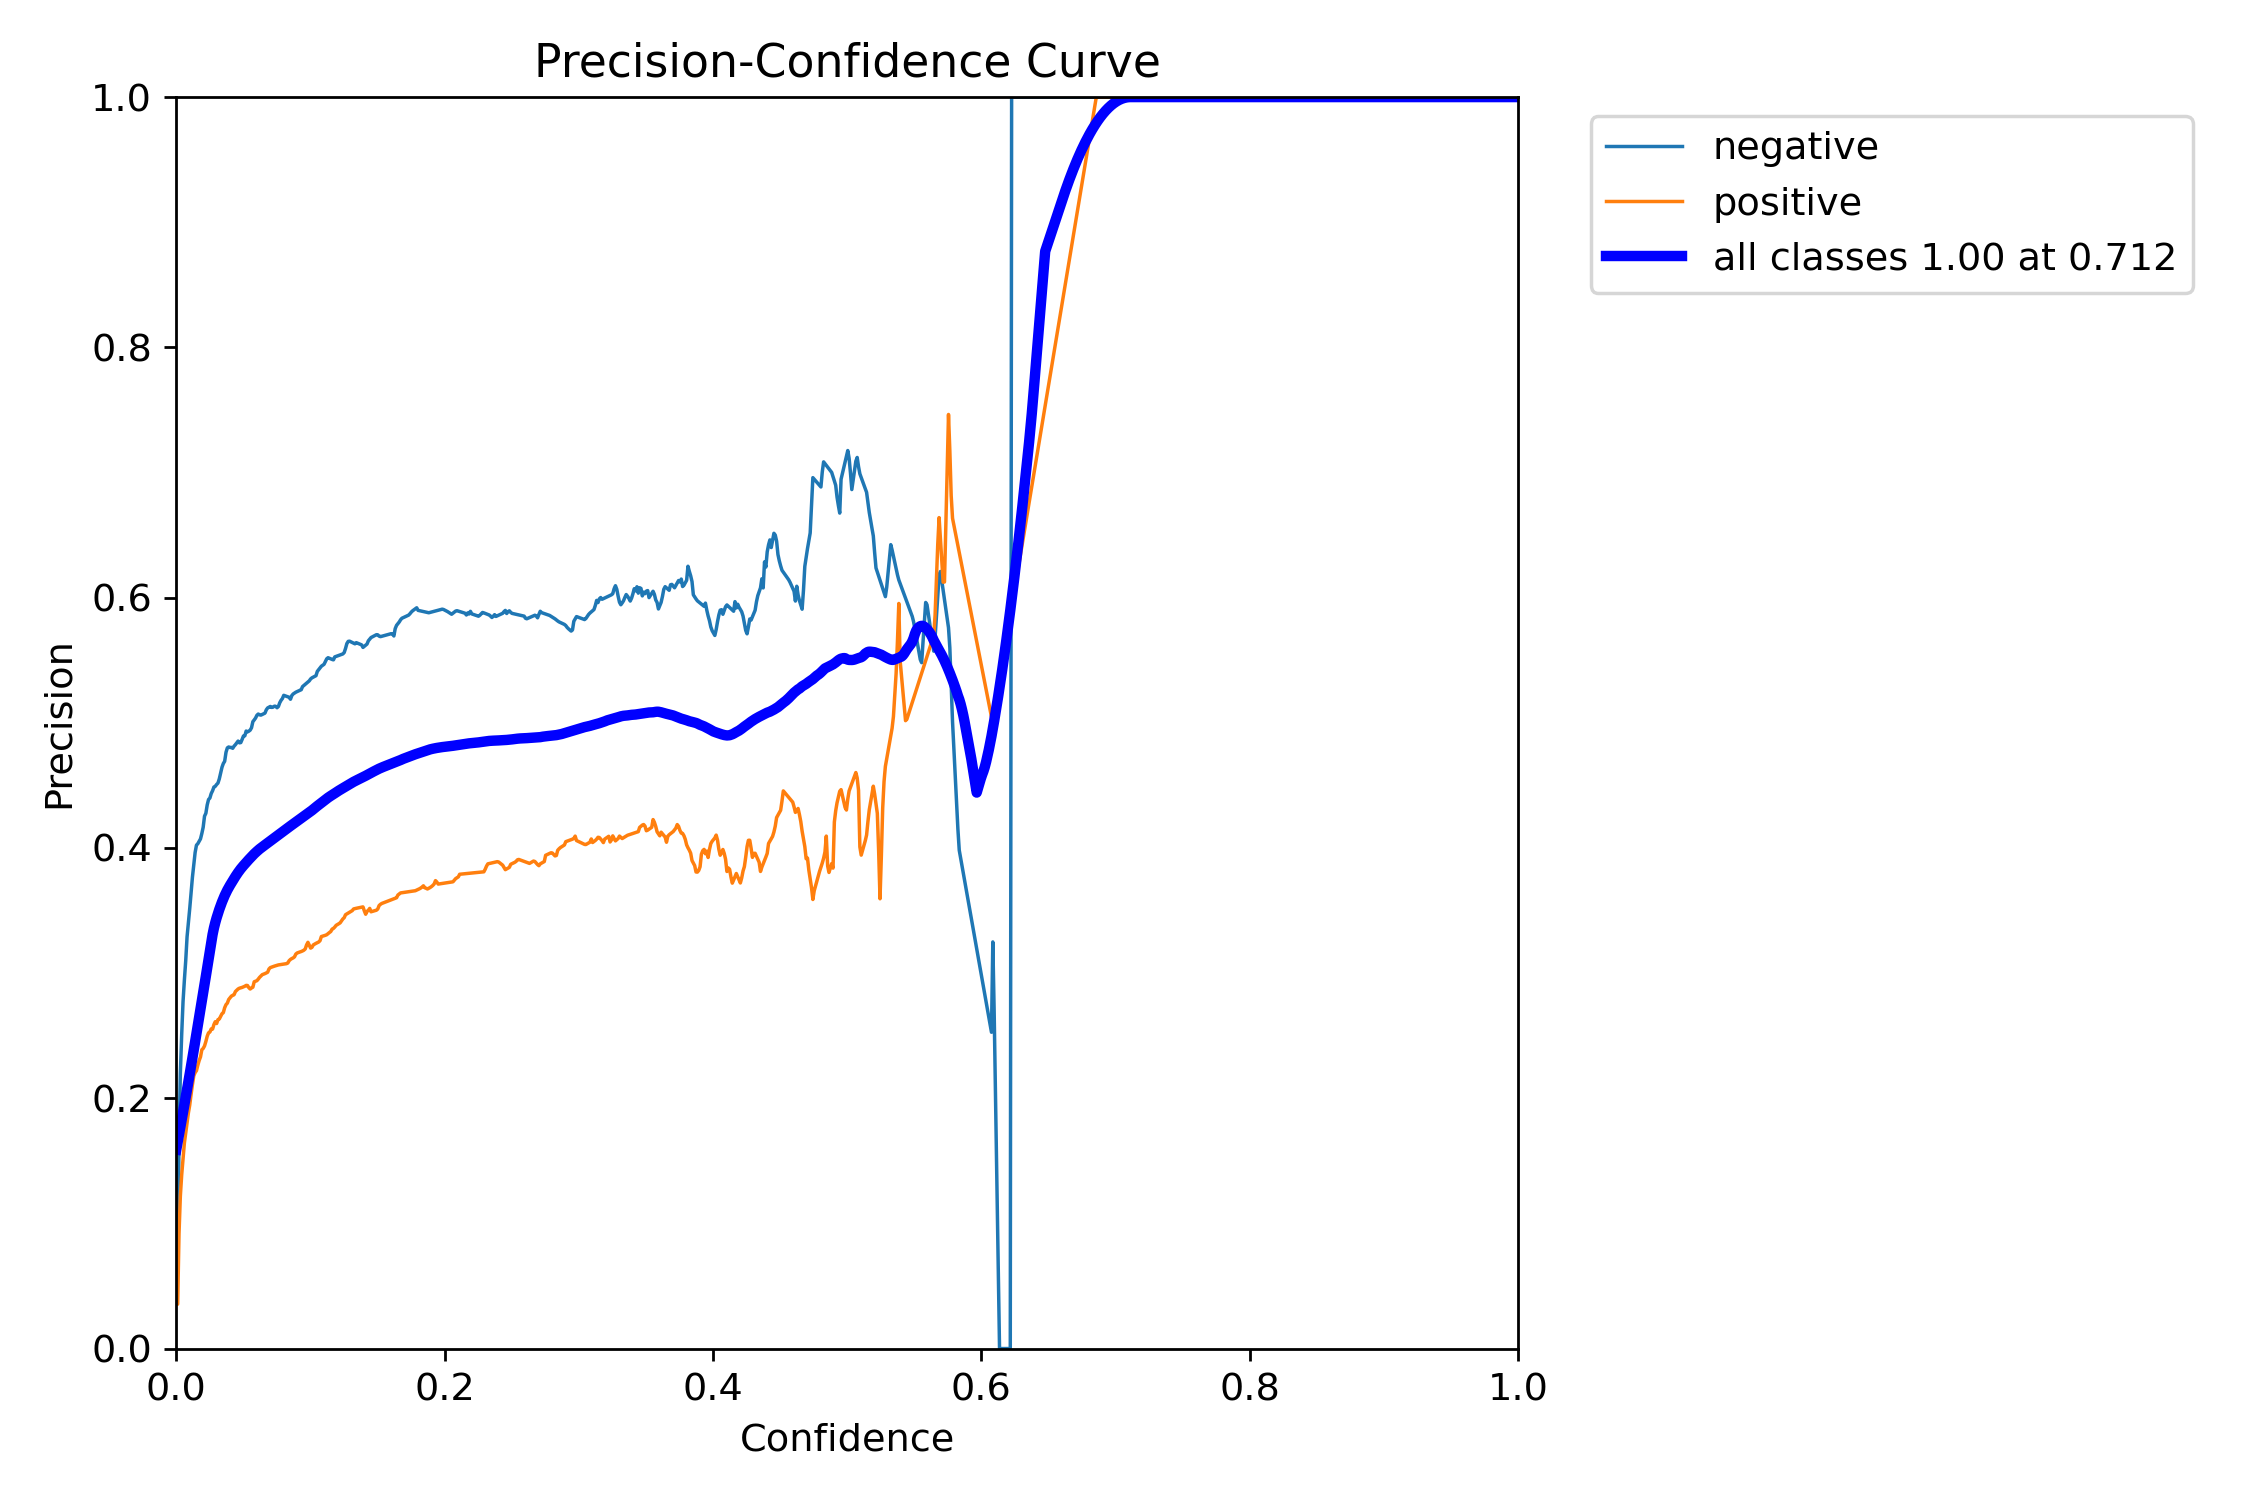 Precision-Confidence Curve
1.0
0.8
0.6
0.4
0.2
0.0
Precision
0.0 0.2 0.4 0.6 0.8 1.0
Confidence
negative
positive
all classes 1.00 at 0.712